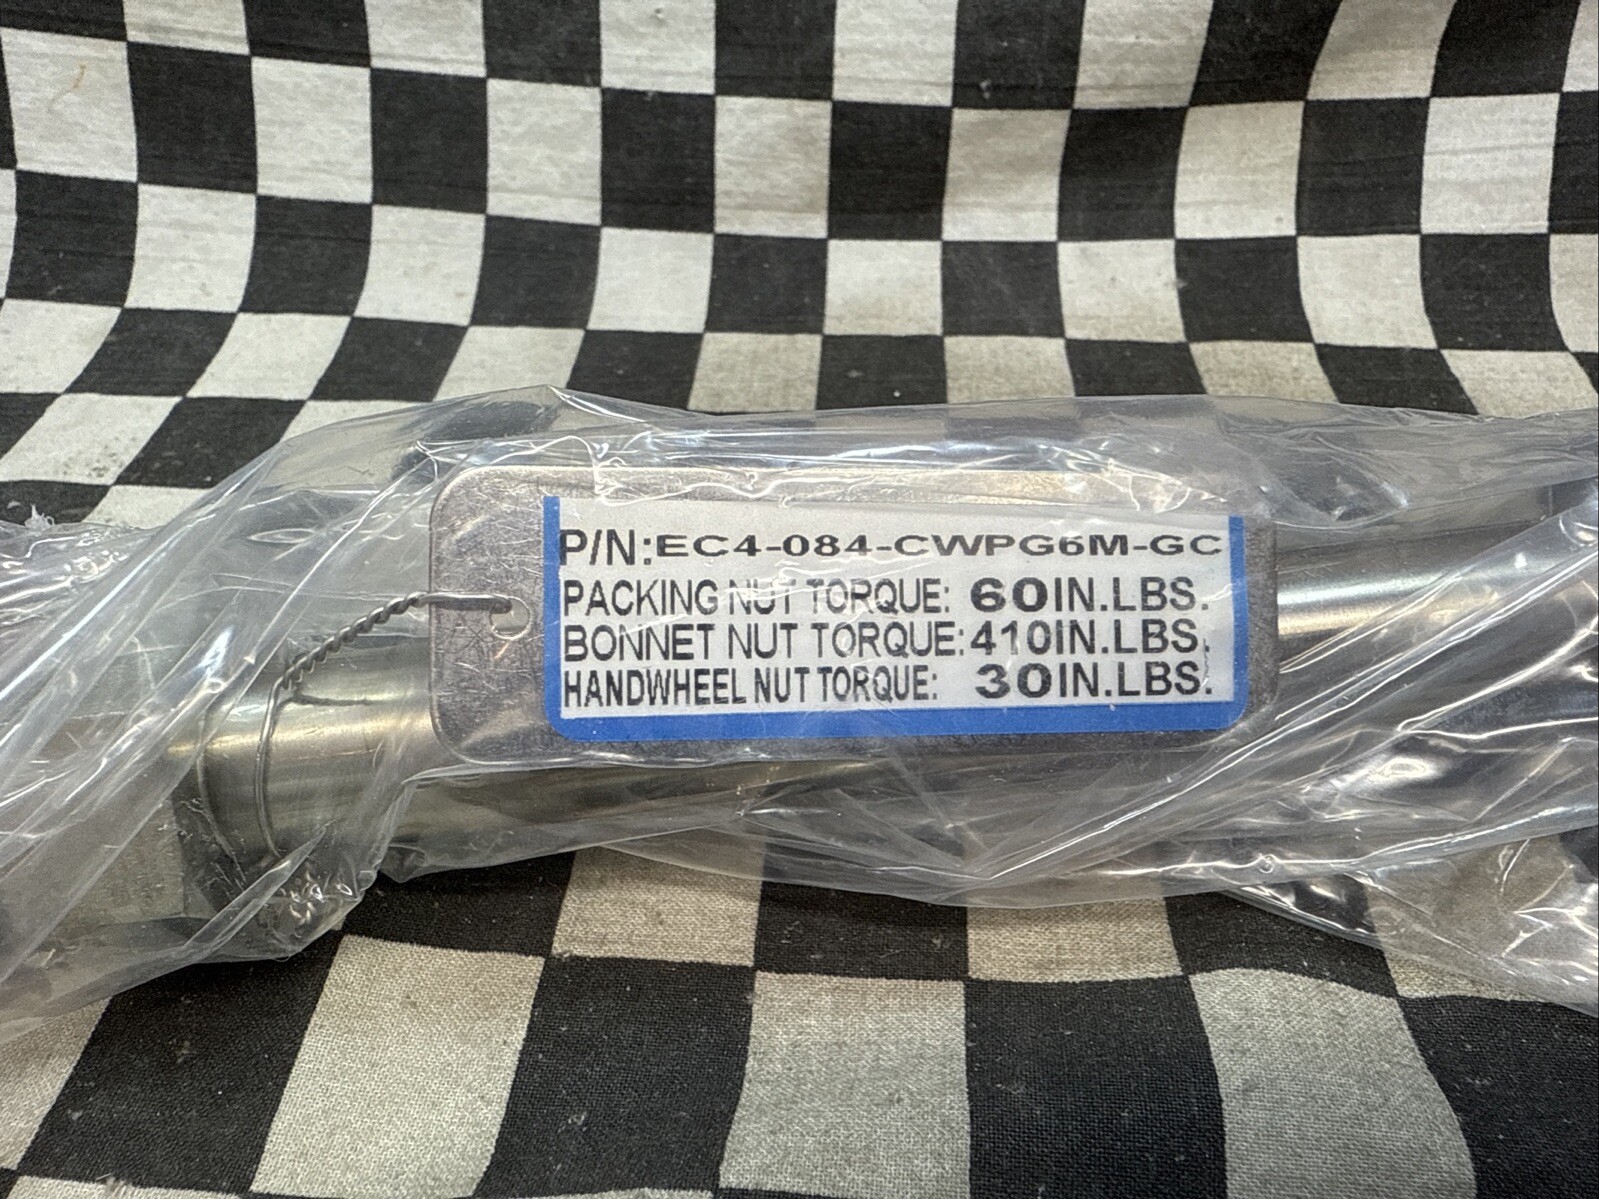 P/N:EC4-084-CWPG6M-GC
PACKING NUT TORQUE: 60IN.LBS.
BONNET NUT TORQUE:410IN.LBS.
HANDWHEEL NUT TORQUE: 30IN.LBS.